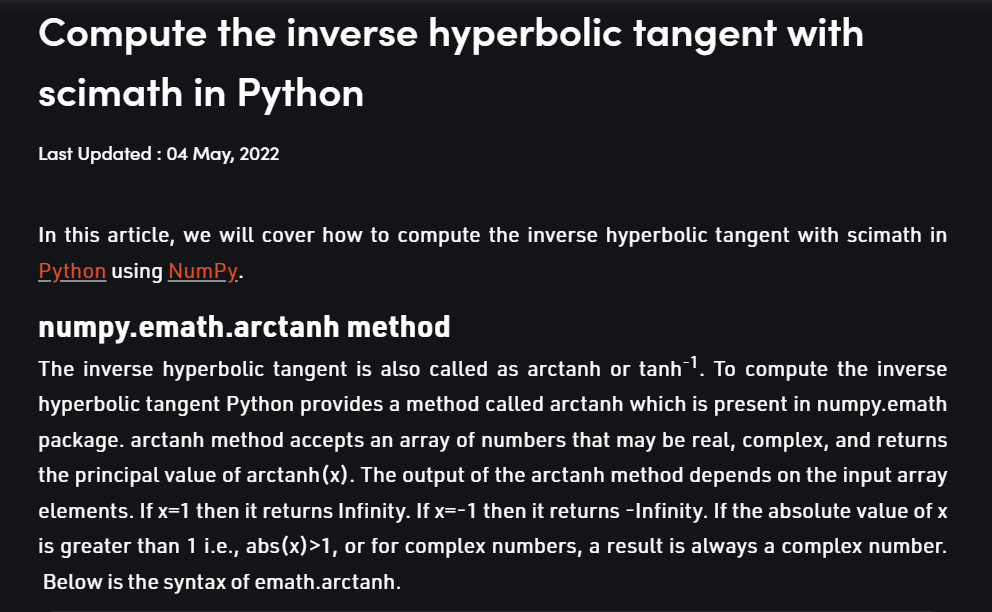 Compute the inverse hyperbolic tangent with
scimath in Python
Last Updated : 04 May, 2022
In this article, we will cover how to compute the inverse hyperbolic tangent with scimath in
Python using NumPy.
numpy.emath.arctanh method
The inverse hyperbolic tangent is also called as arctanh or tanh⁻¹. To compute the inverse
hyperbolic tangent Python provides a method called arctanh which is present in numpy.emath
package. arctanh method accepts an array of numbers that may be real, complex, and returns
the principal value of arctanh(x). The output of the arctanh method depends on the input array
elements. If x=1 then it returns Infinity. If x=-1 then it returns -Infinity. If the absolute value of x
is greater than 1 i.e., abs(x)>1, or for complex numbers, a result is always a complex number.
Below is the syntax of emath.arctanh.